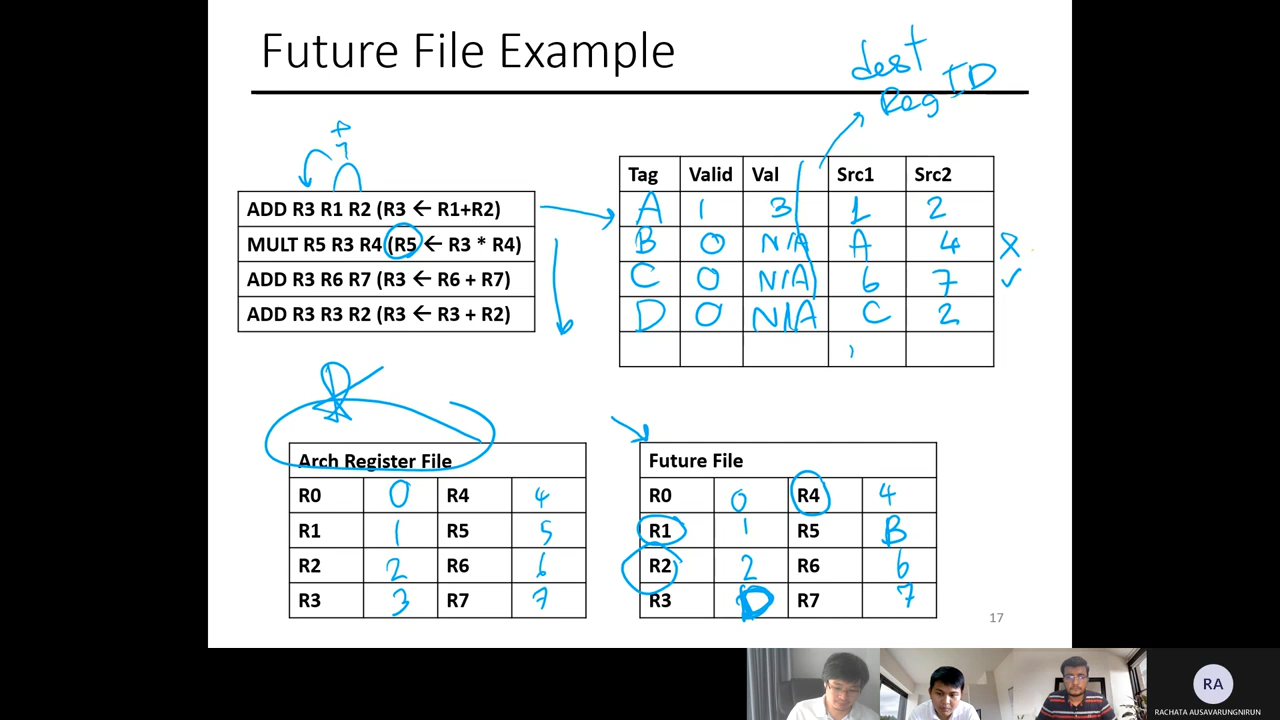 Future File Example
dest
Reg ID
+
ADD R3 R1 R2 (R3 ← R1+R2)
MULT R5 R3 R4 (R5 ← R3 * R4)
ADD R3 R6 R7 (R3 ← R6 + R7)
ADD R3 R3 R2 (R3 ← R3 + R2)
Tag Valid Val Src1 Src2
A 1 3 1 2
B 0 N/A A 4 X
C 0 N/A 6 7 ✓
D 0 N/A C 2
Arch Register File
R0 0 R4 4
R1 1 R5 5
R2 2 R6 6
R3 3 R7 7
Future File
R0 0 R4 4
R1 1 R5 B
R2 2 R6 6
R3 D R7 7
17
RA
RACHATA AUSAVARUNGNIRUN